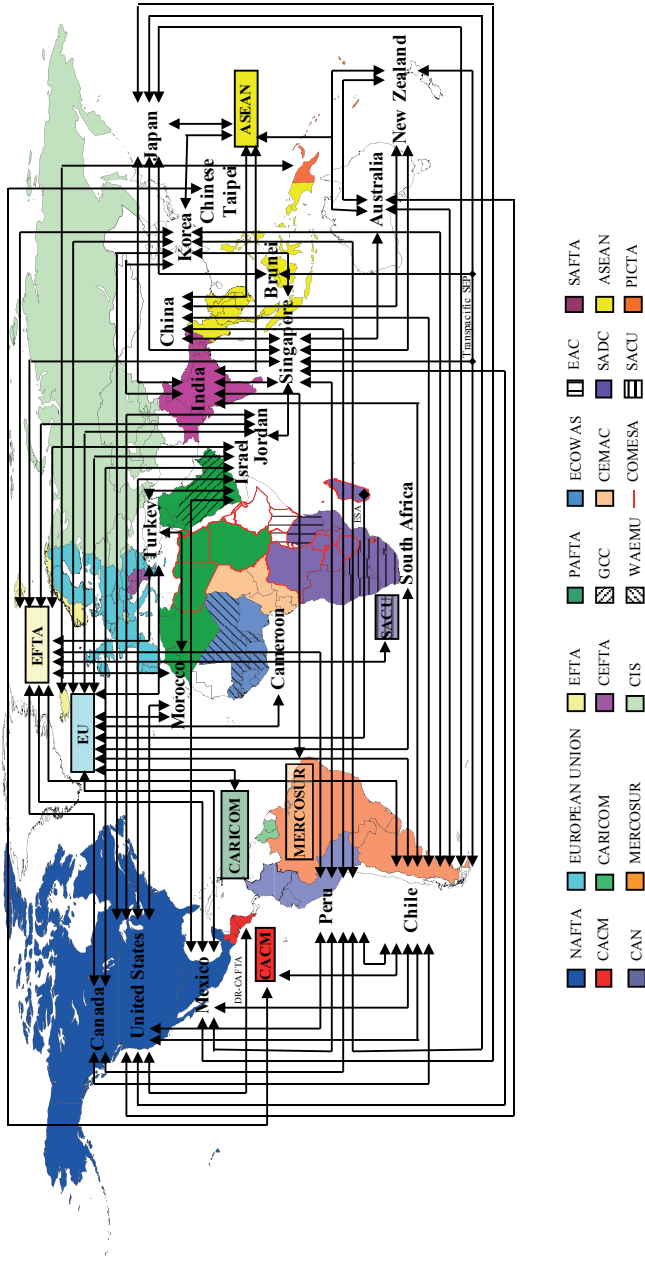 Canada
United States
Mexico
DR-CAFTA
CACM
CARICOM
MERCOSUR
Peru
Chile
EFTA
EU
Morocco
Turkey
Cameroon
SACU
South Africa
ESA
Israel
Jordan
India
China
Singapore
Brunei
Korea
Chinese
Taipei
Japan
ASEAN
Australia
New Zealand
Transpacific SEP
NAFTA
EUROPEAN UNION
EFTA
PAFTA
ECOWAS
EAC
SAFTA
CACM
CARICOM
CEFTA
GCC
CEMAC
SADC
ASEAN
CAN
MERCOSUR
CIS
WAEMU
COMESA
SACU
PICTA